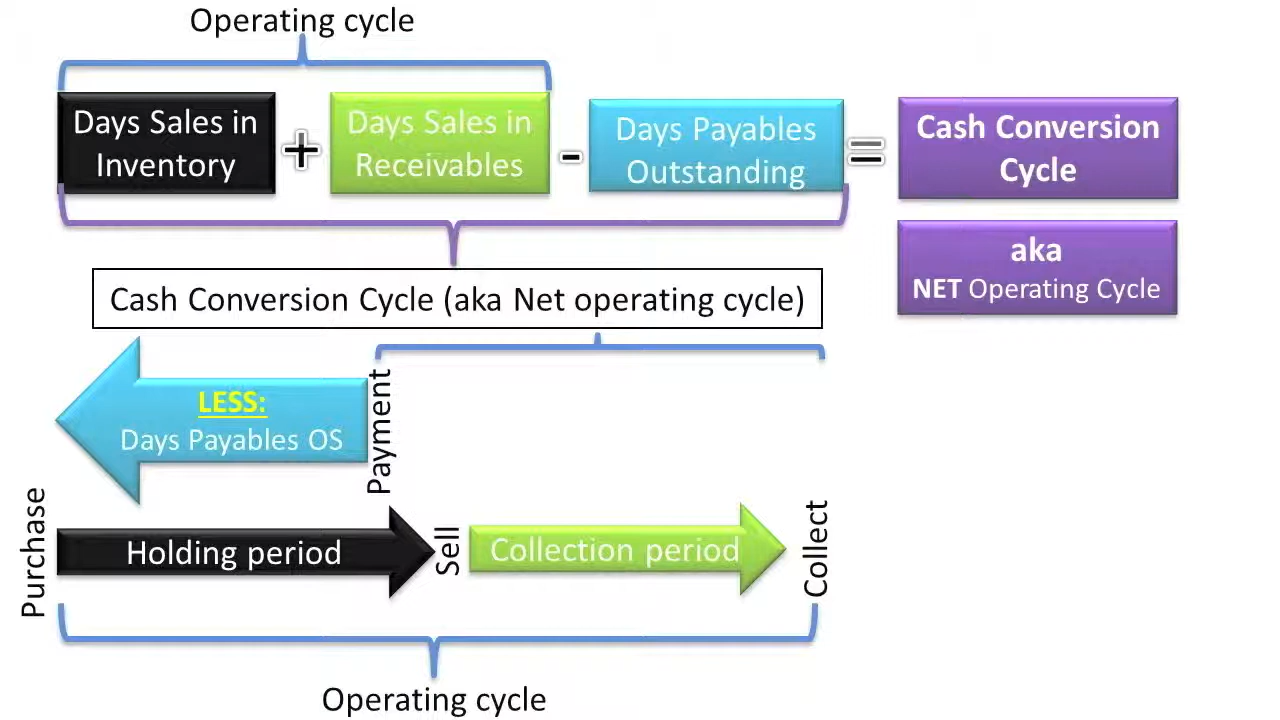 Operating cycle
Days Sales in
Inventory
+
Days Sales in
Receivables
-
Days Payables
Outstanding
=
Cash Conversion
Cycle
aka
NET Operating Cycle
Cash Conversion Cycle (aka Net operating cycle)
LESS:
Days Payables OS
Payment
Purchase
Holding period
Sell
Collection period
Collect
Operating cycle